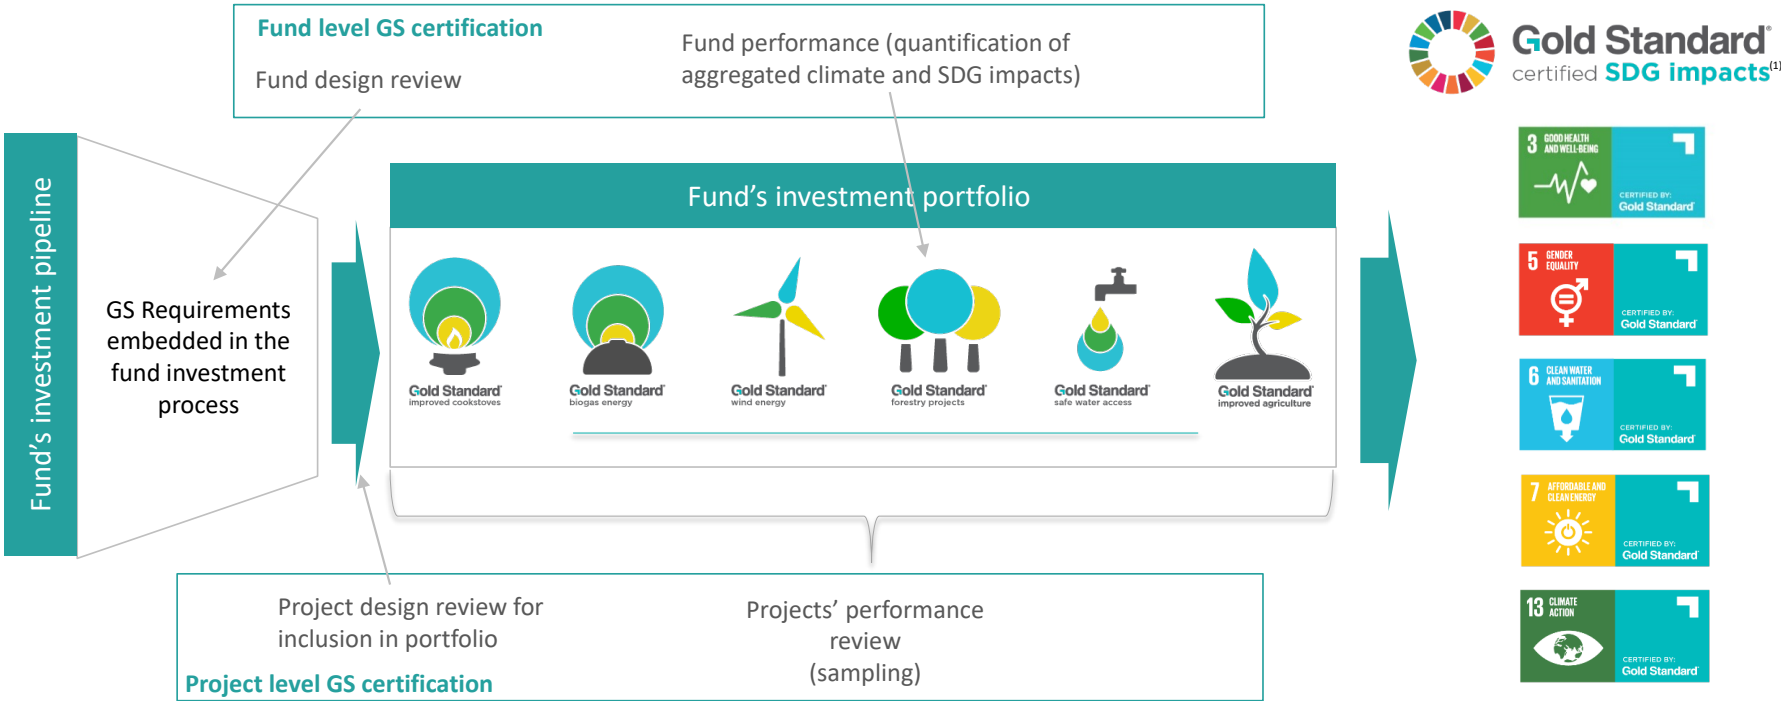 Fund level GS certification
Fund design review
Fund performance (quantification of
aggregated climate and SDG impacts)
Gold Standard®
certified SDG impacts(1)
Fund's investment pipeline
GS Requirements
embedded in the
fund investment
process
Fund's investment portfolio
Gold Standard®
improved cookstoves
Gold Standard®
biogas energy
Gold Standard®
wind energy
Gold Standard®
forestry projects
Gold Standard®
safe water access
Gold Standard®
improved agriculture
Project design review for
inclusion in portfolio
Projects' performance
review
(sampling)
Project level GS certification
3 GOOD HEALTH
AND WELL-BEING
CERTIFIED BY:
Gold Standard®
5 GENDER
EQUALITY
CERTIFIED BY:
Gold Standard®
6 CLEAN WATER
AND SANITATION
CERTIFIED BY:
Gold Standard®
7 AFFORDABLE AND
CLEAN ENERGY
CERTIFIED BY:
Gold Standard®
13 CLIMATE
ACTION
CERTIFIED BY:
Gold Standard®